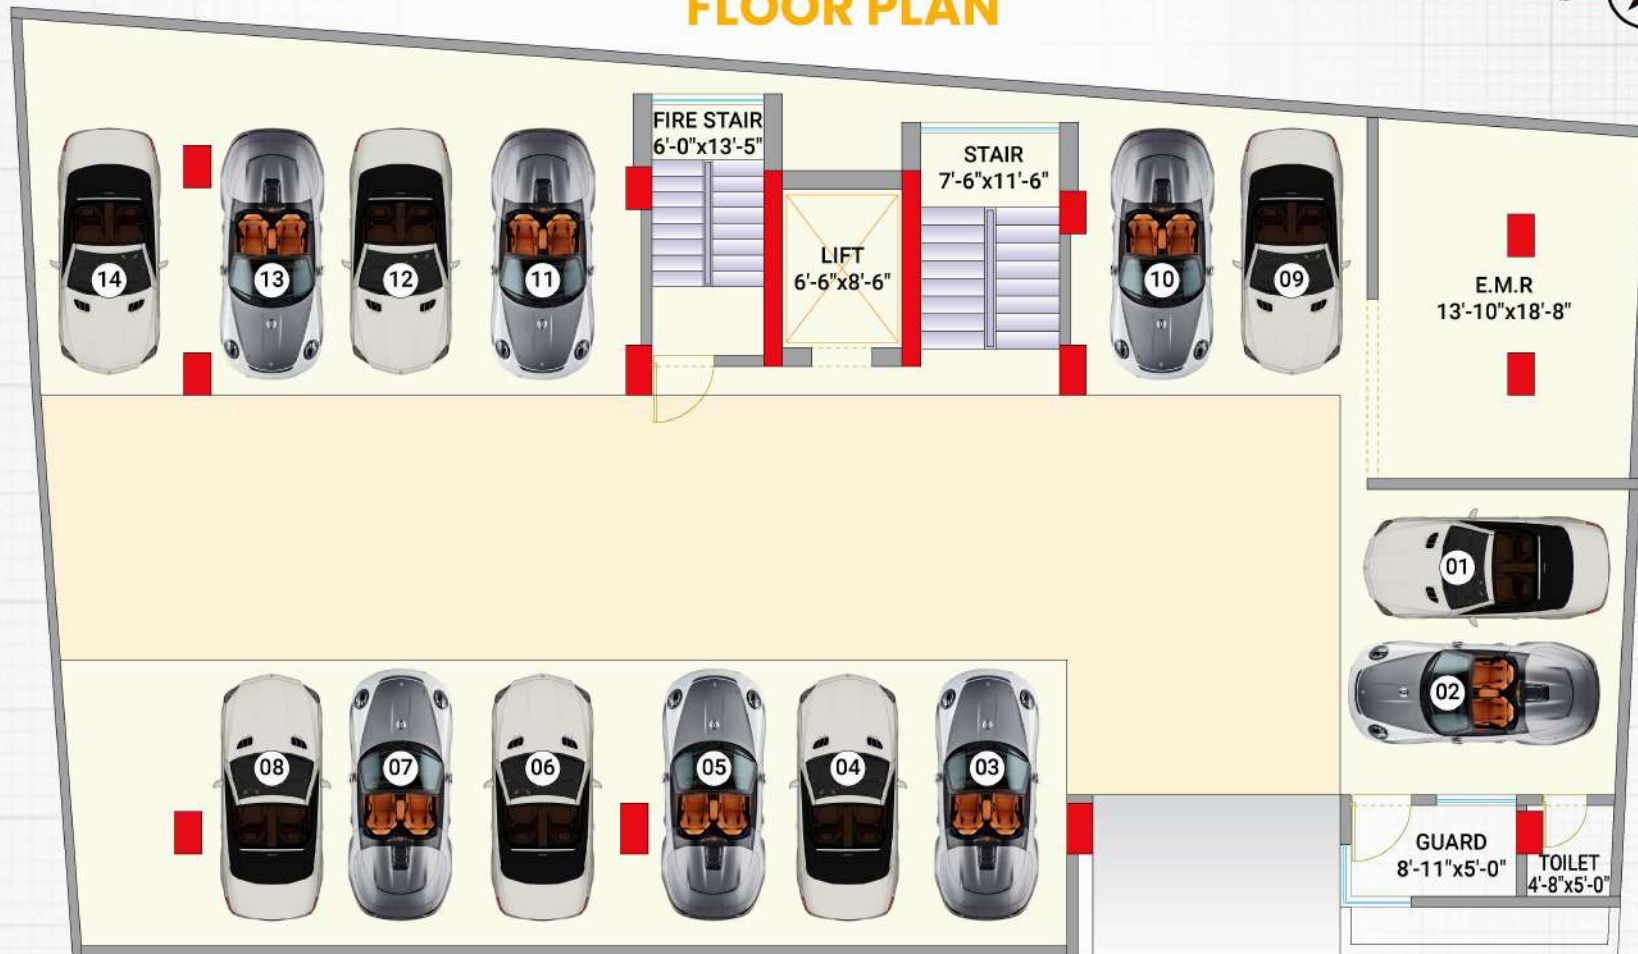 FLOOR PLAN
FIRE STAIR
6'-0"x13'-5"
STAIR
7'-6"x11'-6"
LIFT
6'-6"x8'-6"
E.M.R
13'-10"x18'-8"
14
13
12
11
10
09
01
02
08
07
06
05
04
03
GUARD
8'-11"x5'-0"
TOILET
4'-8"x5'-0"